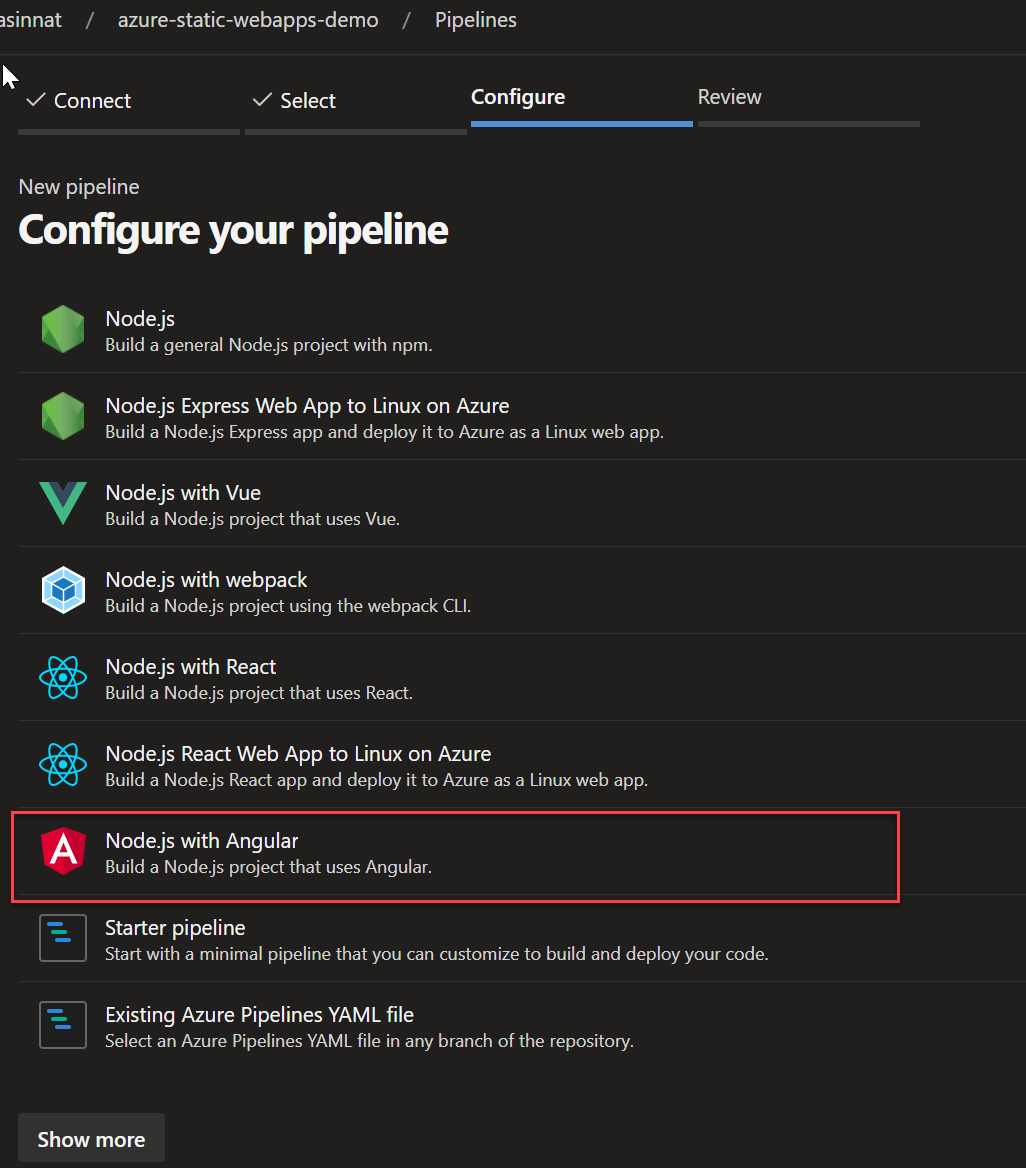 asinnat / azure-static-webapps-demo / Pipelines
Connect Select Configure Review
New pipeline
Configure your pipeline
Node.js
Build a general Node.js project with npm.
Node.js Express Web App to Linux on Azure
Build a Node.js Express app and deploy it to Azure as a Linux web app.
Node.js with Vue
Build a Node.js project that uses Vue.
Node.js with webpack
Build a Node.js project using the webpack CLI.
Node.js with React
Build a Node.js project that uses React.
Node.js React Web App to Linux on Azure
Build a Node.js React app and deploy it to Azure as a Linux web app.
A
Node.js with Angular
Build a Node.js project that uses Angular.
Starter pipeline
Start with a minimal pipeline that you can customize to build and deploy your code.
Existing Azure Pipelines YAML file
Select an Azure Pipelines YAML file in any branch of the repository.
Show more